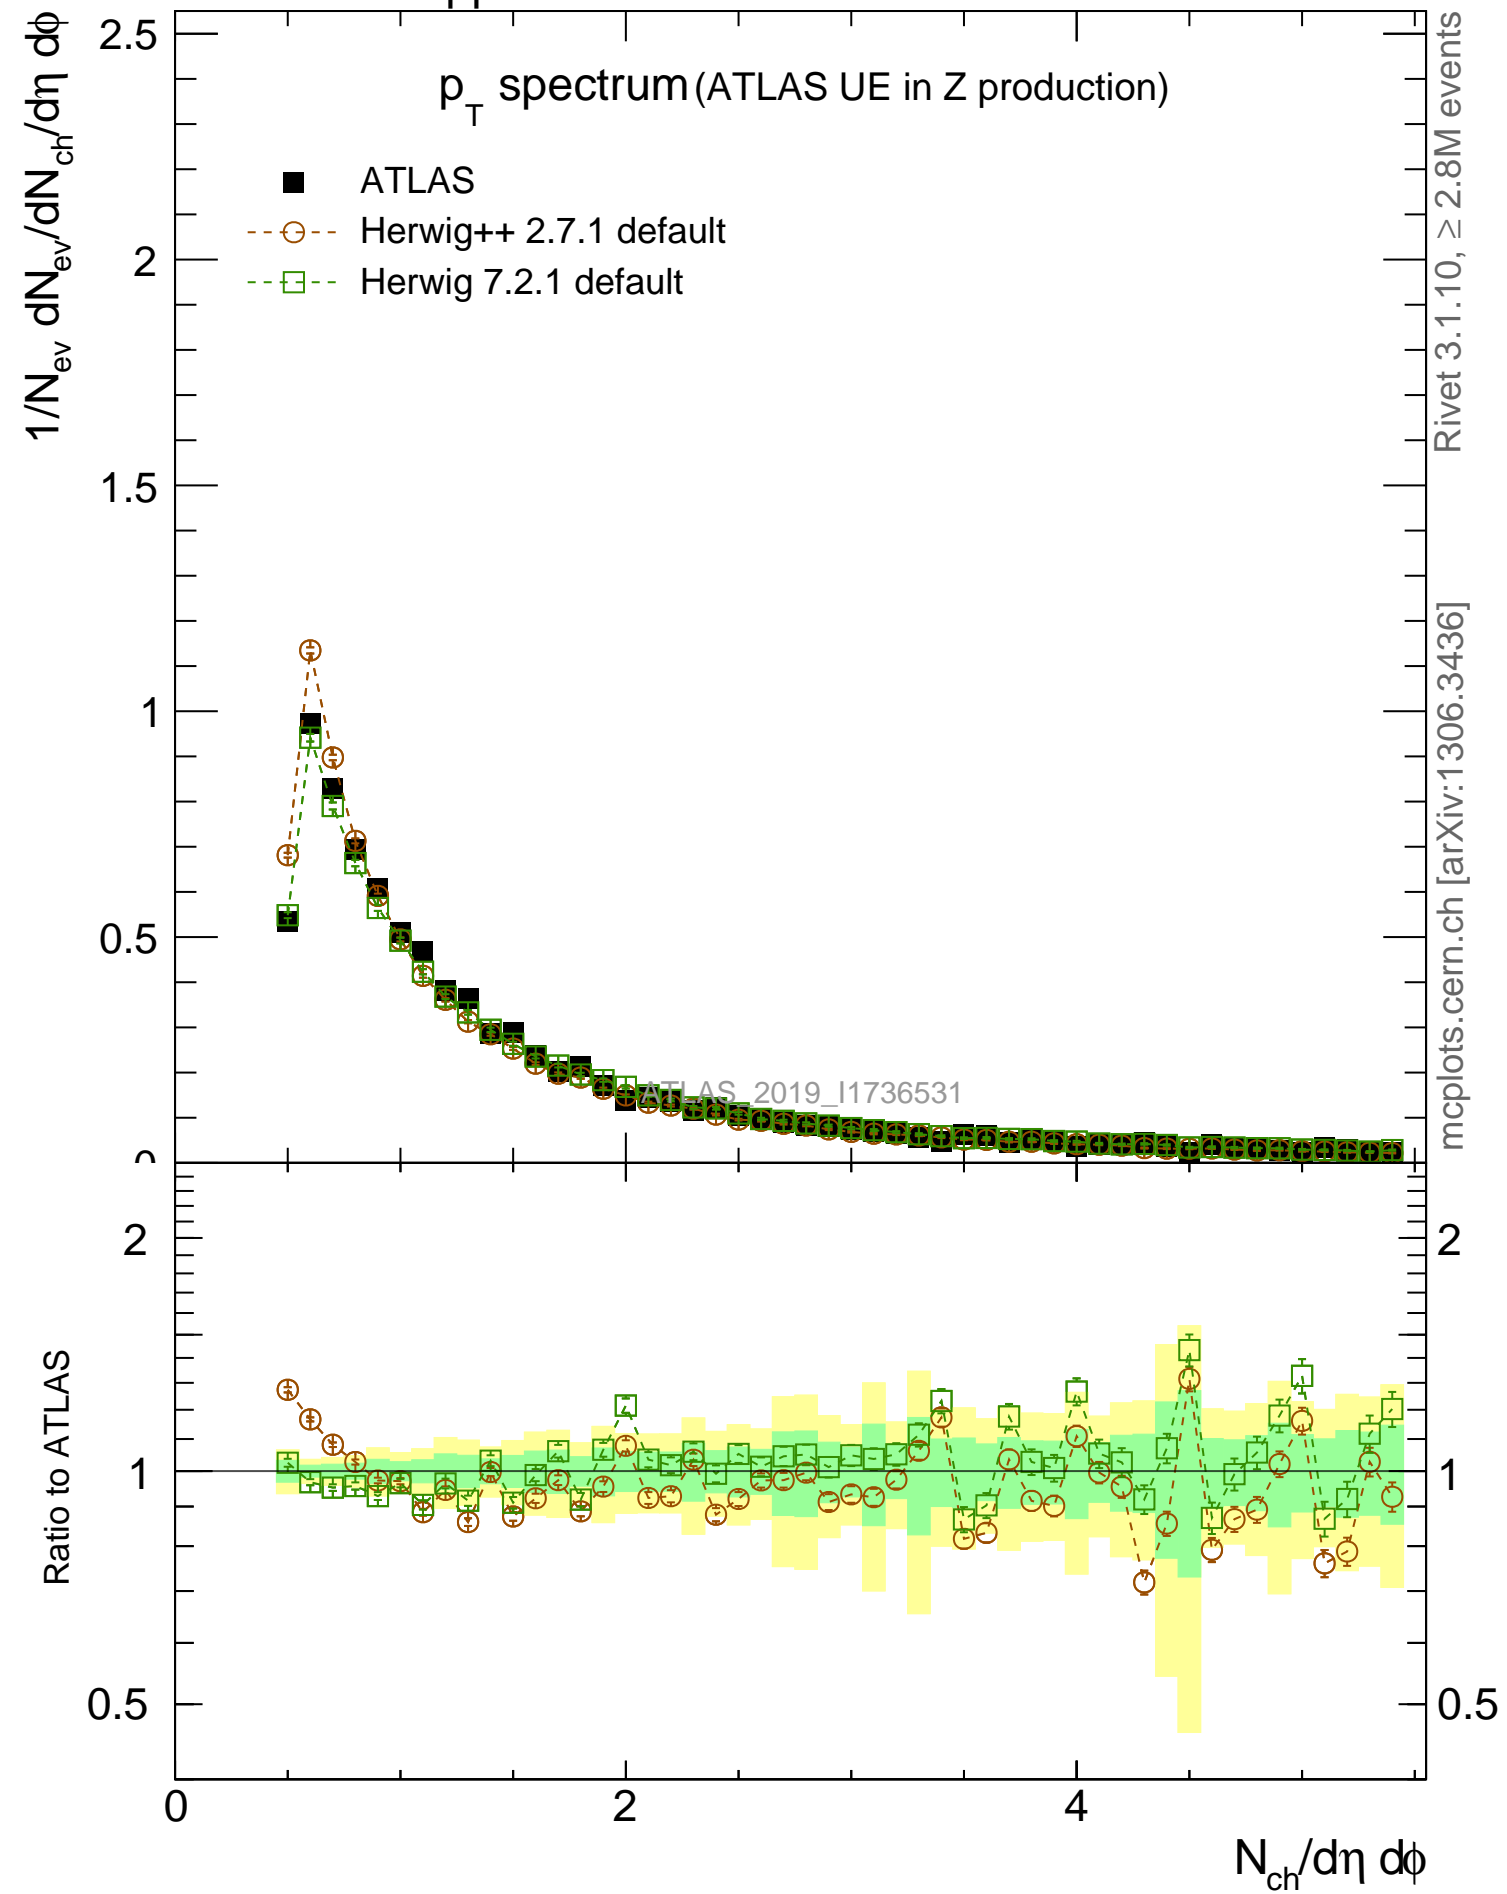 1/N_ev dN_ev/dN_ch/dη dφ
p_T spectrum (ATLAS UE in Z production)
ATLAS
Herwig++ 2.7.1 default
Herwig 7.2.1 default
2.5
2
1.5
1
0.5
0
ATLAS_2019_I1736531
Rivet 3.1.10, ≥ 2.8M events
mcplots.cern.ch [arXiv:1306.3436]
Ratio to ATLAS
2
1
0.5
2
1
0.5
0
2
4
N_ch/dη dφ